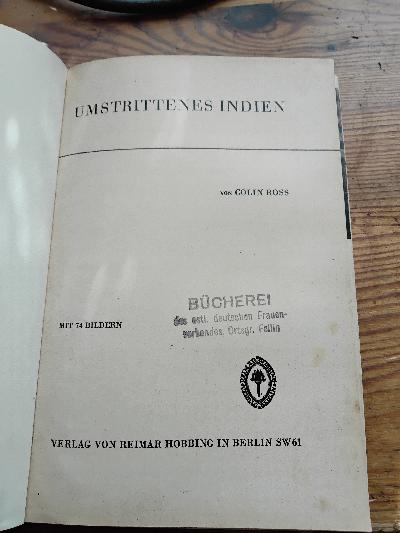 UMSTRITTENES INDIEN
VON COLIN ROSS
BÜCHEREI
des estl. deutschen Frauen-
verbandes, Ortsgr. Fellin
MIT 74 BILDERN
VERLAG VON REIMAR HOBBING IN BERLIN SW61